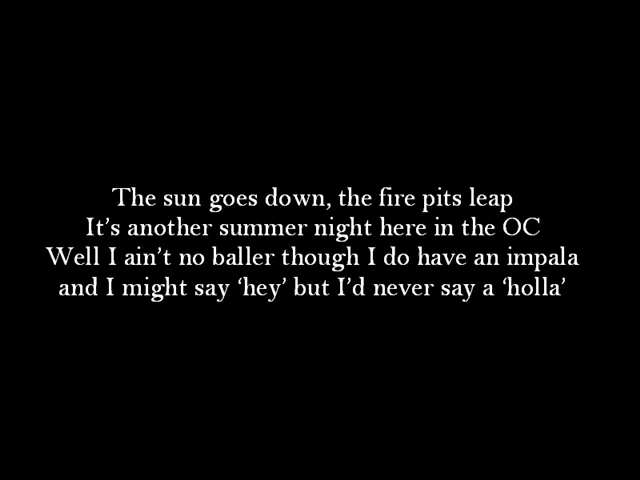 The sun goes down, the fire pits leap
It’s another summer night here in the OC
Well I ain’t no baller though I do have an impala
and I might say ‘hey’ but I’d never say a ‘holla’